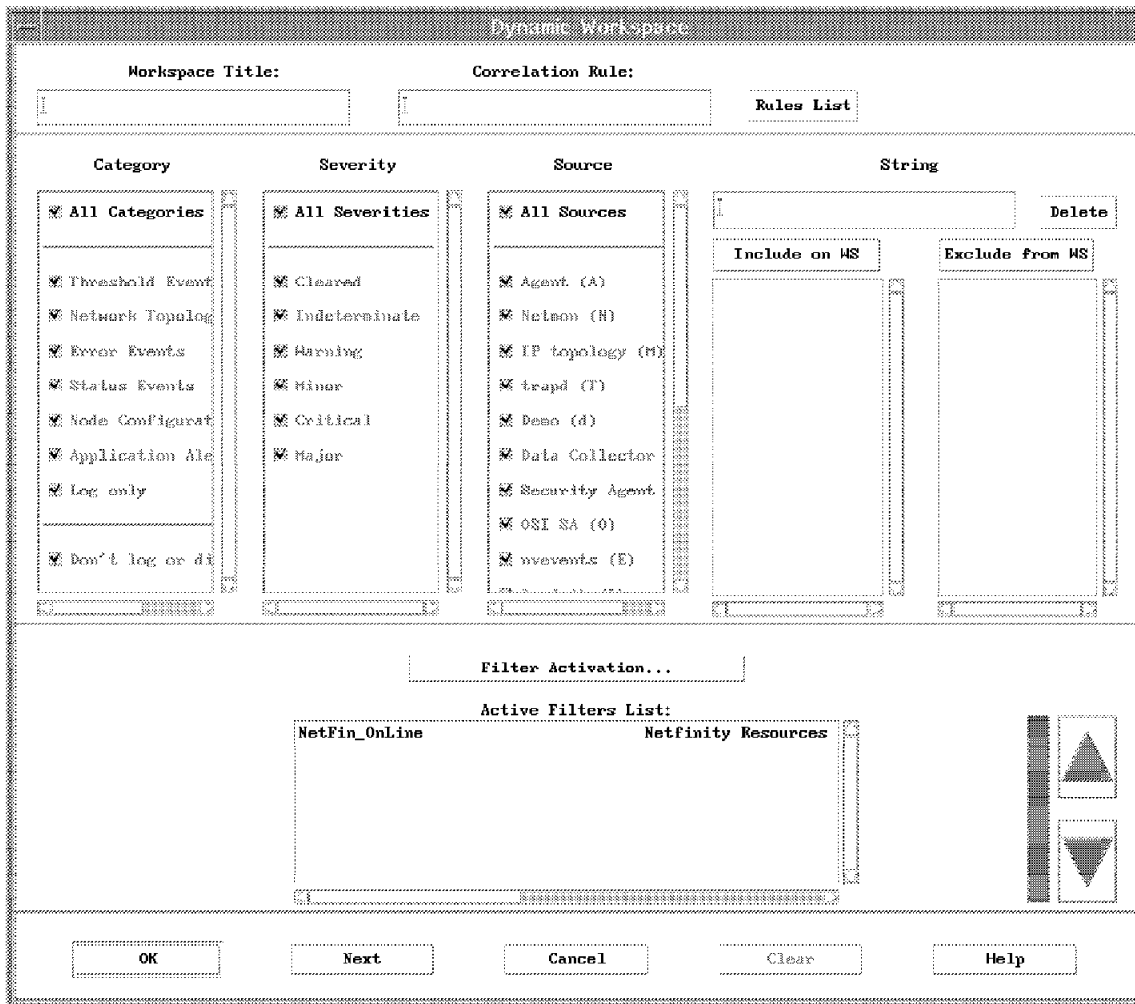 Dynamic Workspace
Workspace Title:
Correlation Rule:
Rules List
Category
Severity
Source
String
All Categories
Threshold Event
Network Topolog
Error Events
Status Events
Node Configurat
Application Ale
Log only
Don't log or di
All Severities
Cleared
Indeterminate
Warning
Minor
Critical
Major
All Sources
Agent (A)
Netmon (N)
IP topology (M)
trapd (T)
Demo (d)
Data Collector
Security Agent
OSI SA (O)
nvevents (E)
Delete
Include on WS
Exclude from WS
Filter Activation...
Active Filters List:
NetFin_OnLine Netfinity Resources
OK
Next
Cancel
Clear
Help